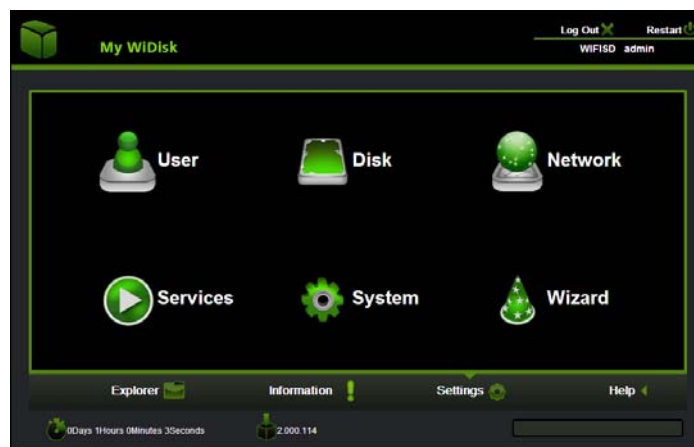 My WiDisk
Log Out Restart
WIFISD admin
User Disk Network
Services System Wizard
Explorer Information Settings Help
0Days 1Hours 0Minutes 3Seconds 2.000.114